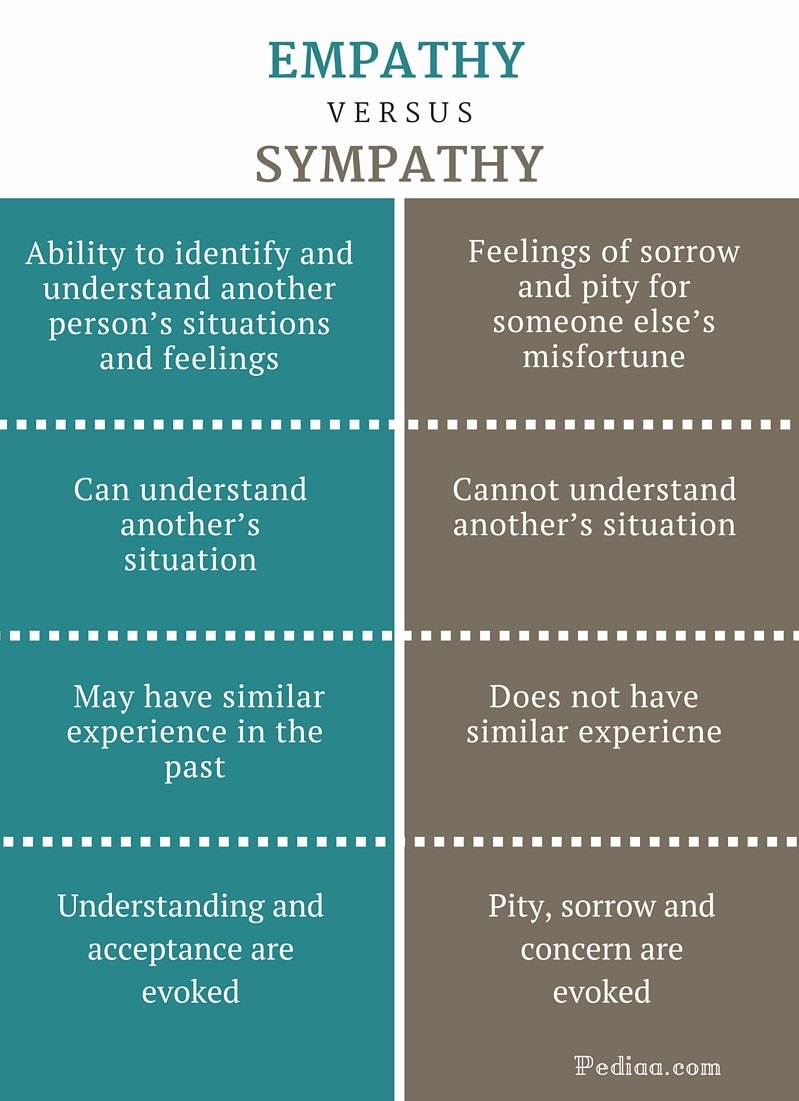 EMPATHY
VERSUS
SYMPATHY
Ability to identify and
understand another
person’s situations
and feelings
Feelings of sorrow
and pity for
someone else’s
misfortune
Can understand
another’s
situation
Cannot understand
another’s situation
May have similar
experience in the
past
Does not have
similar expericne
Understanding and
acceptance are
evoked
Pity, sorrow and
concern are
evoked
Pediaa.com